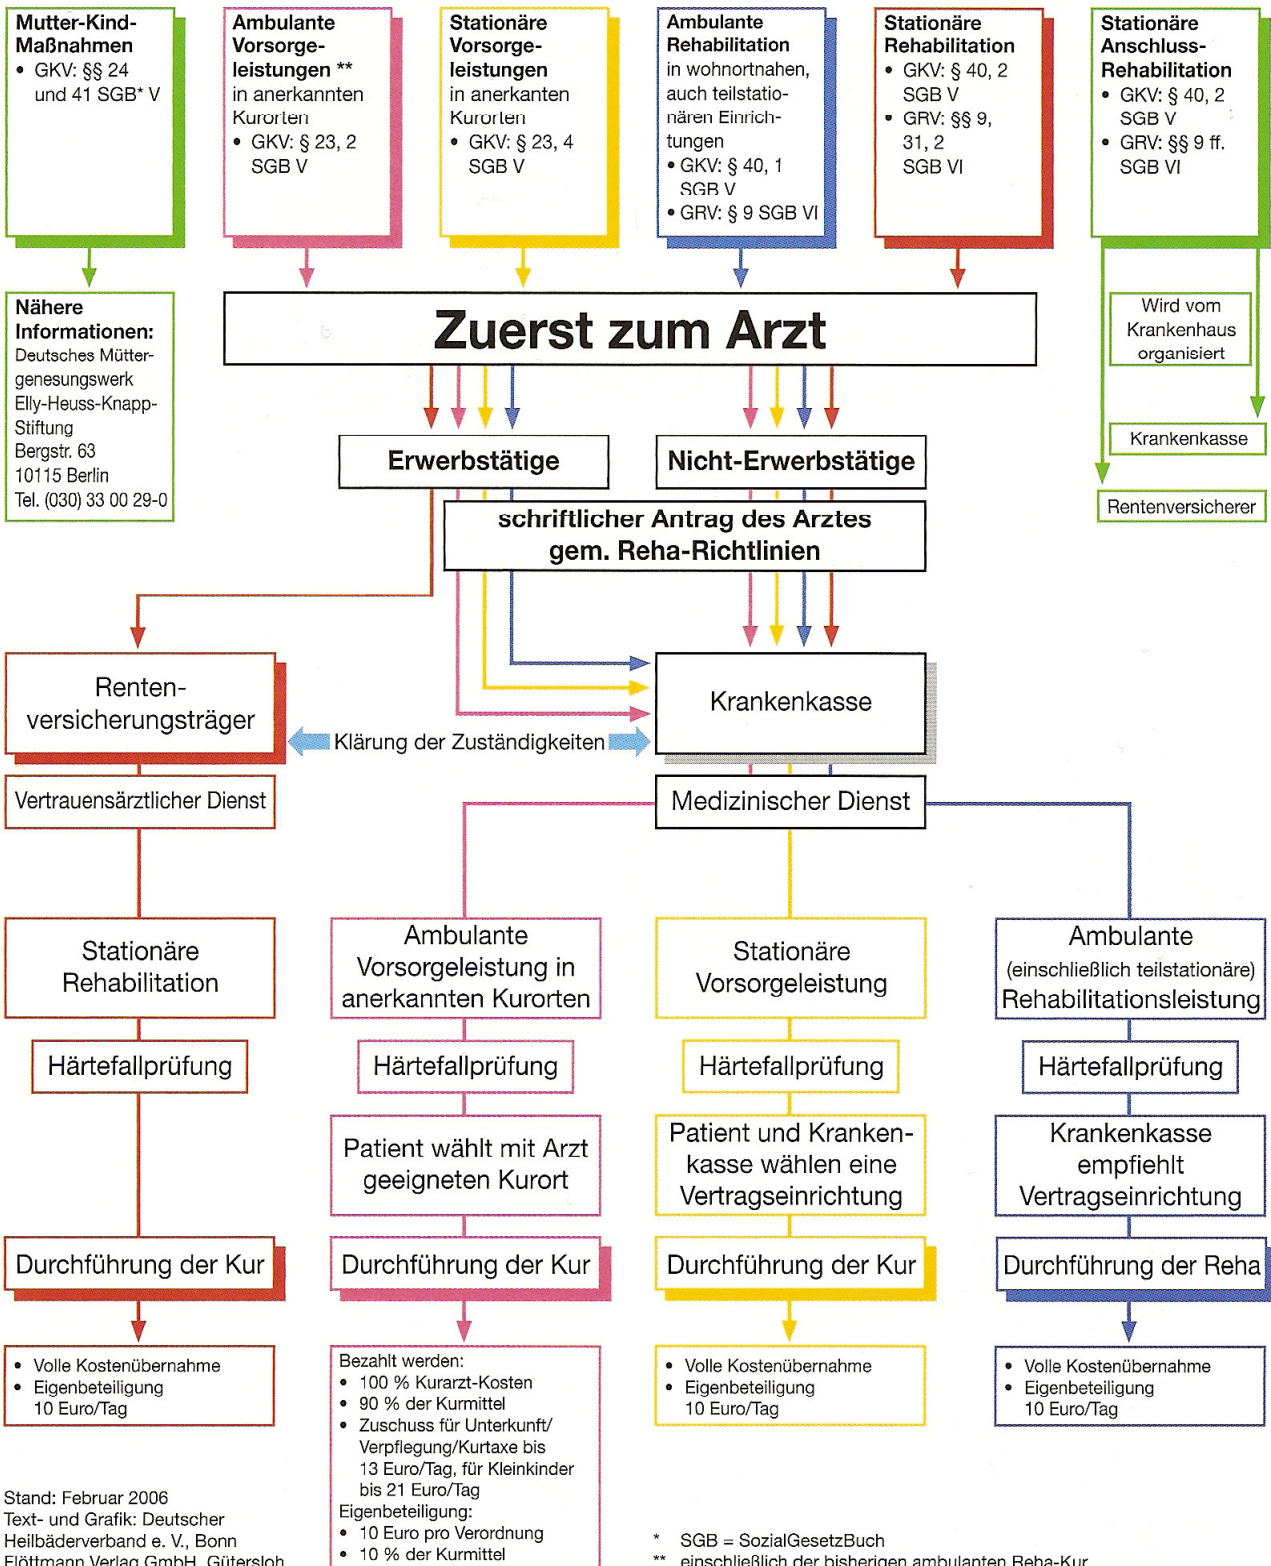 Mutter-Kind-
Maßnahmen
• GKV: §§ 24
und 41 SGB* V
Ambulante
Vorsorge-
leistungen **
in anerkannten
Kurorten
• GKV: § 23, 2
SGB V
Stationäre
Vorsorge-
leistungen
in anerkanten
Kurorten
• GKV: § 23, 4
SGB V
Ambulante
Rehabilitation
in wohnortnahen,
auch teilstatio-
nären Einrich-
tungen
• GKV: § 40, 1
SGB V
• GRV: § 9 SGB VI
Stationäre
Rehabilitation
• GKV: § 40, 2
SGB V
• GRV: §§ 9,
31, 2
SGB VI
Stationäre
Anschluss-
Rehabilitation
• GKV: § 40, 2
SGB V
• GRV: §§ 9 ff.
SGB VI
Nähere
Informationen:
Deutsches Mütter-
genesungswerk
Elly-Heuss-Knapp-
Stiftung
Bergstr. 63
10115 Berlin
Tel. (030) 33 00 29-0
Zuerst zum Arzt
Wird vom
Krankenhaus
organisiert
Krankenkasse
Rentenversicherer
Erwerbstätige
Nicht-Erwerbstätige
schriftlicher Antrag des Arztes
gem. Reha-Richtlinien
Renten-
versicherungsträger
Klärung der Zuständigkeiten
Krankenkasse
Vertrauensärztlicher Dienst
Medizinischer Dienst
Stationäre
Rehabilitation
Ambulante
Vorsorgeleistung in
anerkannten Kurorten
Stationäre
Vorsorgeleistung
Ambulante
(einschließlich teilstationäre)
Rehabilitationsleistung
Härtefallprüfung
Härtefallprüfung
Härtefallprüfung
Härtefallprüfung
Patient wählt mit Arzt
geeigneten Kurort
Patient und Kranken-
kasse wählen eine
Vertragseinrichtung
Krankenkasse
empfiehlt
Vertragseinrichtung
Durchführung der Kur
Durchführung der Kur
Durchführung der Kur
Durchführung der Reha
• Volle Kostenübernahme
• Eigenbeteiligung
10 Euro/Tag
Bezahlt werden:
• 100 % Kurarzt-Kosten
• 90 % der Kurmittel
• Zuschuss für Unterkunft/
Verpflegung/Kurtaxe bis
13 Euro/Tag, für Kleinkinder
bis 21 Euro/Tag
Eigenbeteiligung:
• 10 Euro pro Verordnung
• 10 % der Kurmittel
• Volle Kostenübernahme
• Eigenbeteiligung
10 Euro/Tag
• Volle Kostenübernahme
• Eigenbeteiligung
10 Euro/Tag
Stand: Februar 2006
Text- und Grafik: Deutscher
Heilbäderverband e. V., Bonn
Flöttmann Verlag GmbH, Gütersloh
* SGB = SozialGesetzBuch
** einschließlich der bisherigen ambulanten Reha-Kur